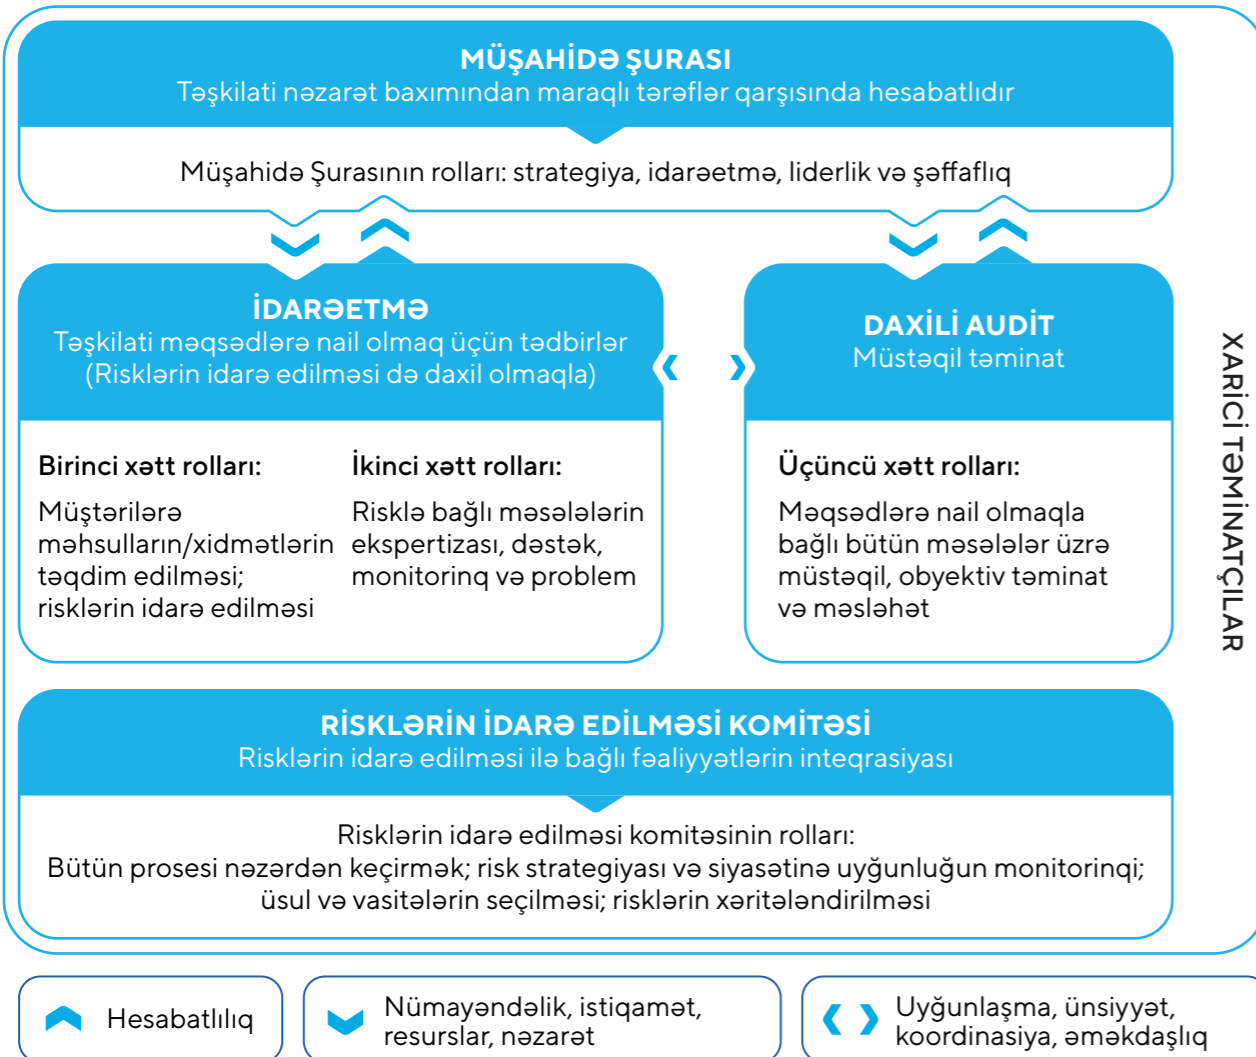 MÜŞAHİDƏ ŞURASI
Təşkilati nəzarət baxımından maraqlı tərəflər qarşısında hesabatlıdır
Müşahidə Şurasının rolları: strategiya, idarəetmə, liderlik və şəffaflıq
İDARƏETMƏ
Təşkilati məqsədlərə nail olmaq üçün tədbirlər
(Risklərin idarə edilməsi də daxil olmaqla)
Birinci xətt rolları:
Müştərilərə
məhsulların/xidmətlərin
təqdim edilməsi;
risklərin idarə edilməsi
İkinci xətt rolları:
Risklə bağlı məsələlərin
ekspertizası, dəstək,
monitorinq və problem
DAXİLİ AUDİT
Müstəqil təminat
Üçüncü xətt rolları:
Məqsədlərə nail olmaqla
bağlı bütün məsələlər üzrə
müstəqil, obyektiv təminat
və məsləhət
XARİCİ TƏMİNATÇILAR
RİSKLƏRİN İDARƏ EDİLMƏSİ KOMİTƏSİ
Risklərin idarə edilməsi ilə bağlı fəaliyyətlərin inteqrasiyası
Risklərin idarə edilməsi komitəsinin rolları:
Bütün prosesi nəzərdən keçirmək; risk strategiyası və siyasətinə uyğunluğun monitorinqi;
üsul və vasitələrin seçilməsi; risklərin xəritələndirilməsi
Hesabatlılıq
Nümayəndəlik, istiqamət,
resurslar, nəzarət
Uyğunlaşma, ünsiyyət,
koordinasiya, əməkdaşlıq